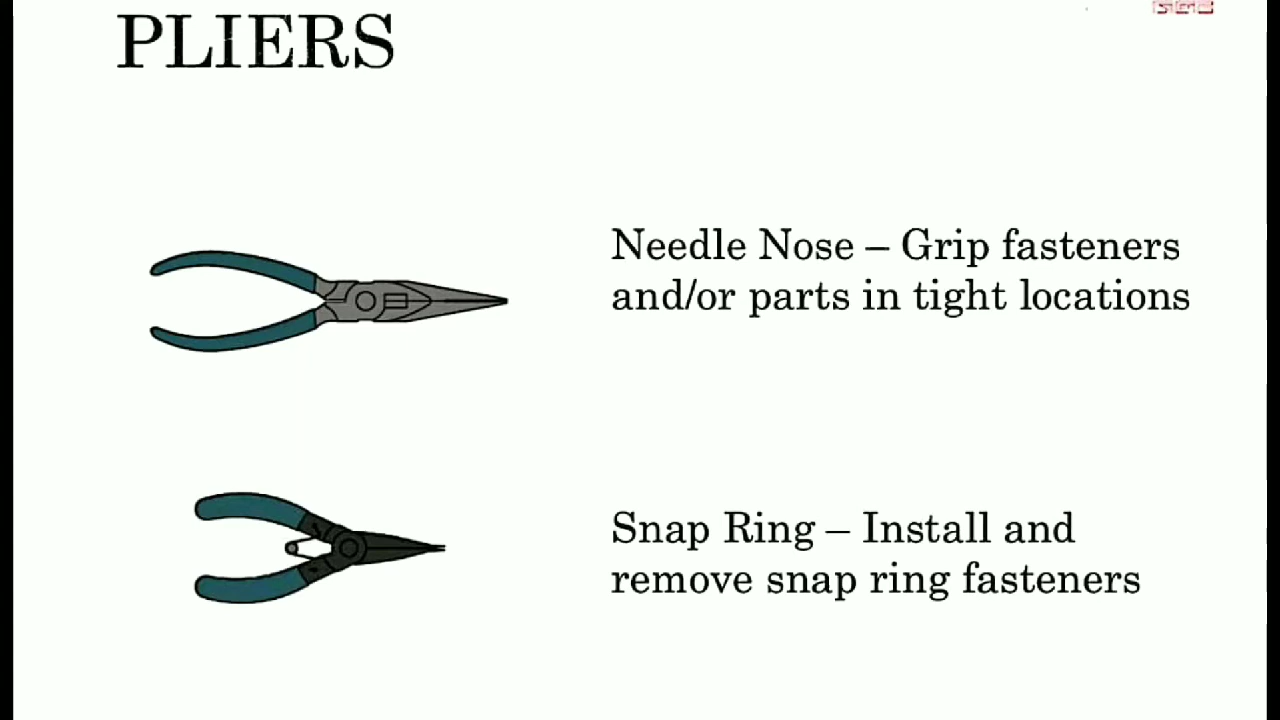 PLIERS
Needle Nose – Grip fasteners
and/or parts in tight locations
Snap Ring – Install and
remove snap ring fasteners